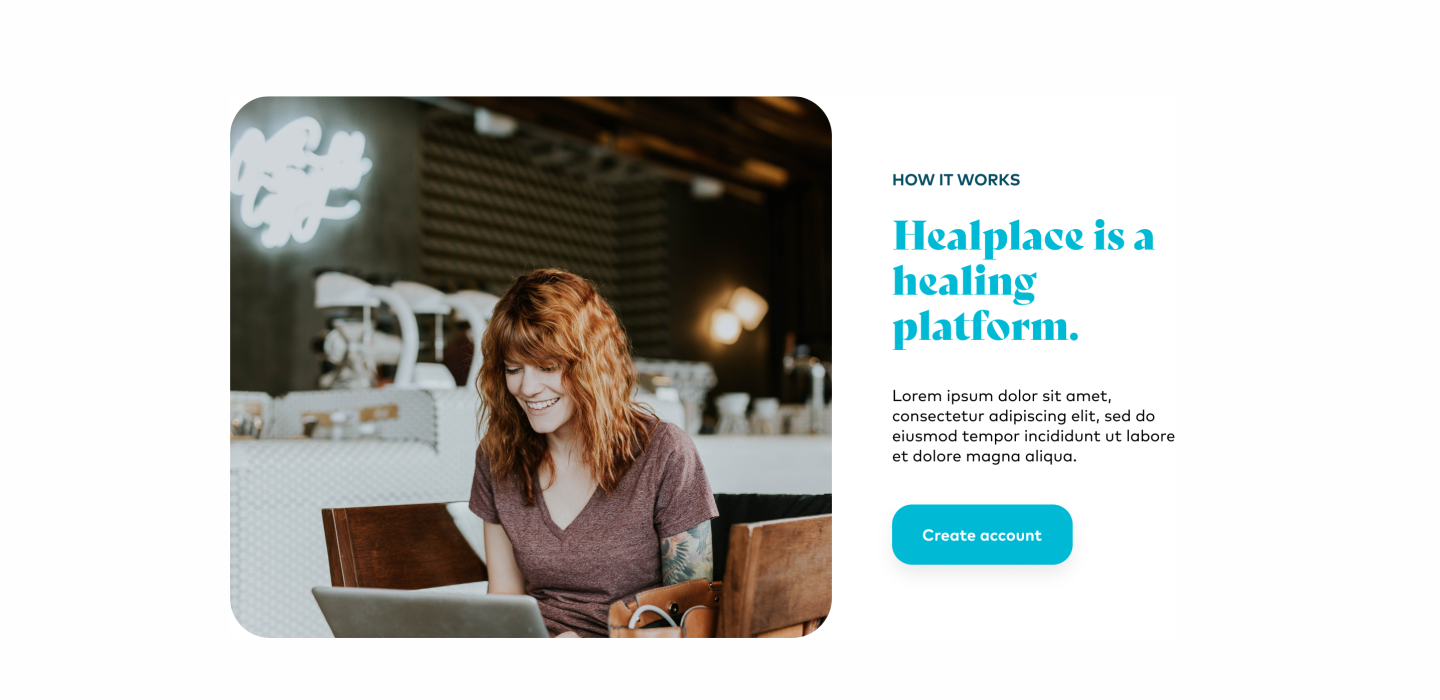 HOW IT WORKS
Healplace is a
healing
platform.
Lorem ipsum dolor sit amet,
consectetur adipiscing elit, sed do
eiusmod tempor incididunt ut labore
et dolore magna aliqua.
Create account